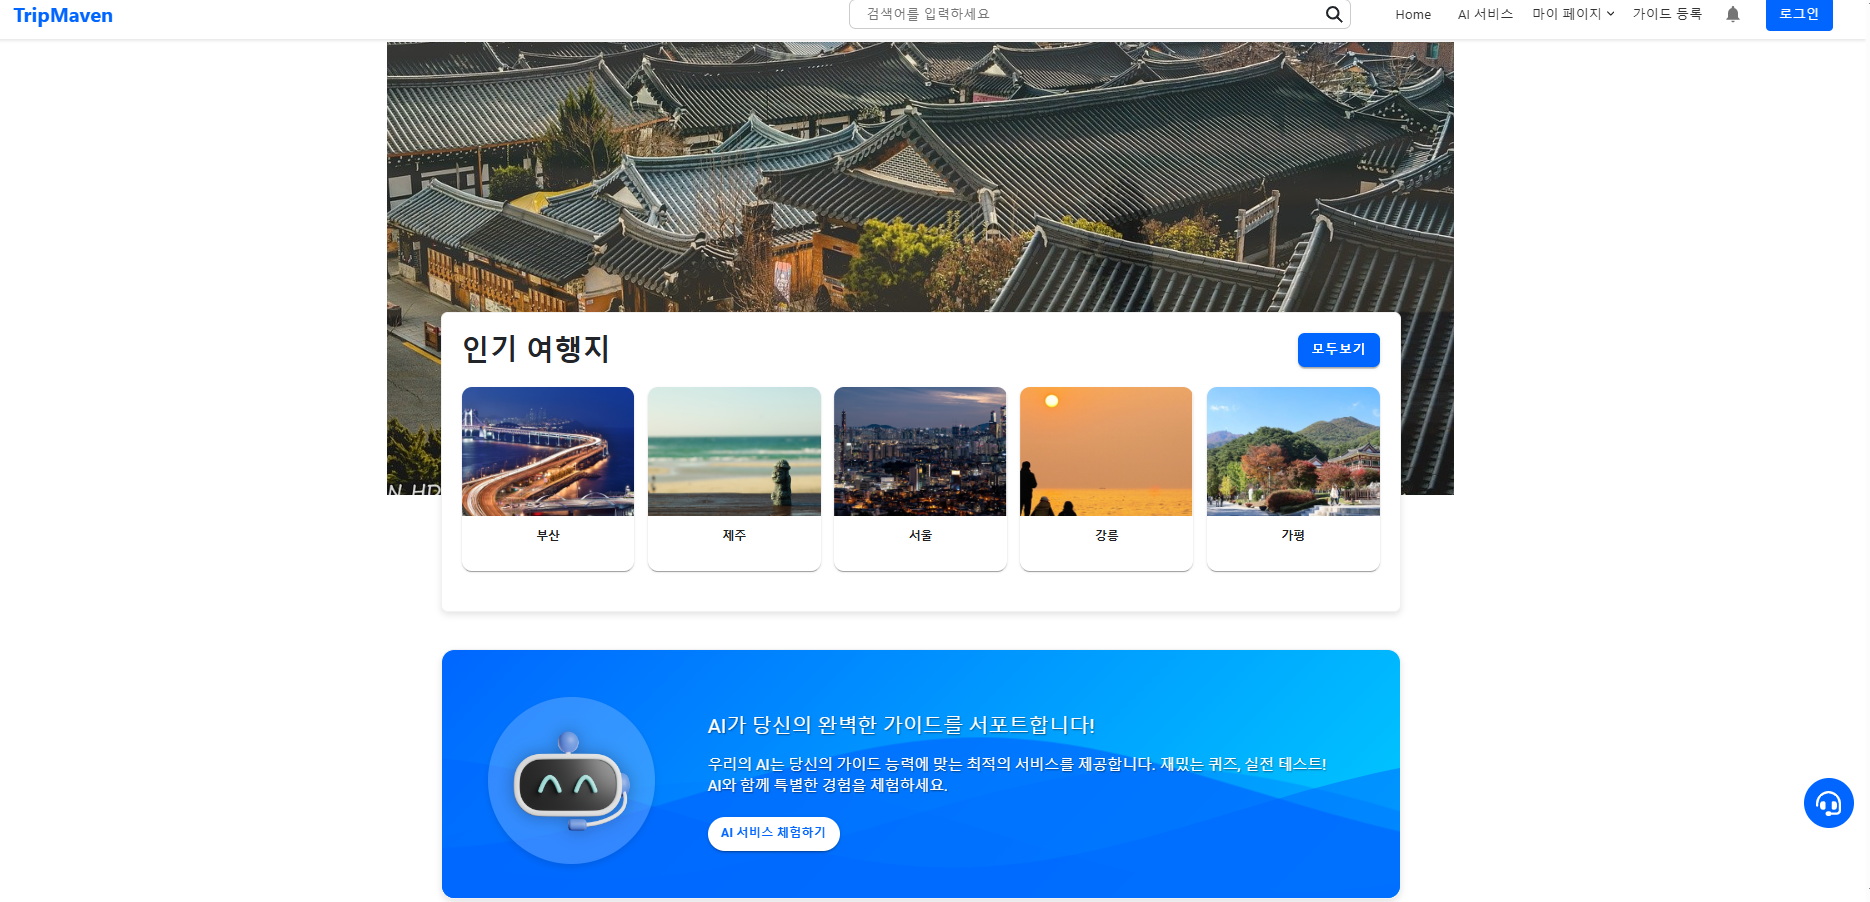 TripMaven
검색어를 입력하세요
Home
AI 서비스
마이 페이지
가이드 등록
로그인
N HD
인기 여행지
모두보기
부산
제주
서울
강릉
가평
AI가 당신의 완벽한 가이드를 서포트합니다!
우리의 AI는 당신의 가이드 능력에 맞는 최적의 서비스를 제공합니다. 재밌는 퀴즈, 실전 테스트!
AI와 함께 특별한 경험을 체험하세요.
AI 서비스 체험하기